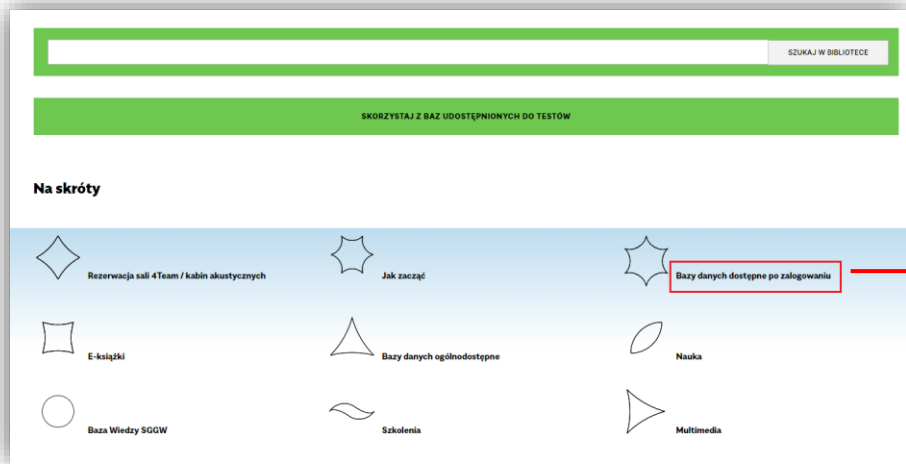 SZUKAJ W BIBLIOTECE
SKORZYSTAJ Z BAZ UDOSTĘPNIONYCH DO TESTÓW
Na skróty
Rezerwacja sali 4Team / kabin akustycznych
Jak zacząć
Bazy danych dostępne po zalogowaniu
E-książki
Bazy danych ogólnodostępne
Nauka
Baza Wiedzy SGGW
Szkolenia
Multimedia